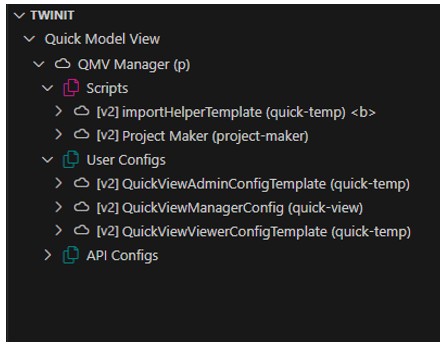 TWINIT
Quick Model View
QMV Manager (p)
Scripts
[v2] importHelperTemplate (quick-temp) <b>
[v2] Project Maker (project-maker)
User Configs
[v2] QuickViewAdminConfigTemplate (quick-temp)
[v2] QuickViewManagerConfig (quick-view)
[v2] QuickViewViewerConfigTemplate (quick-temp)
API Configs